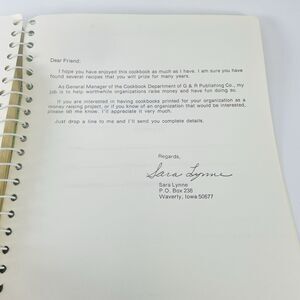 Dear Friend:
I hope you have enjoyed this cookbook as much as I have. I am sure you have
found several recipes that you will prize for many years.
As General Manager of the Cookbook Department of G & R Publishing Co., my
job is to help worthwhile organizations raise money and have fun doing so.
If you are interested in having cookbooks printed for your organization as a
money raising project, or if you know of an organization that would be interested,
please let me know. I'll appreciate it very much.
Just drop a line to me and I'll send you complete details.
Regards,
Sara Lynne
Sara Lynne
P.O. Box 238
Waverly, Iowa 50677